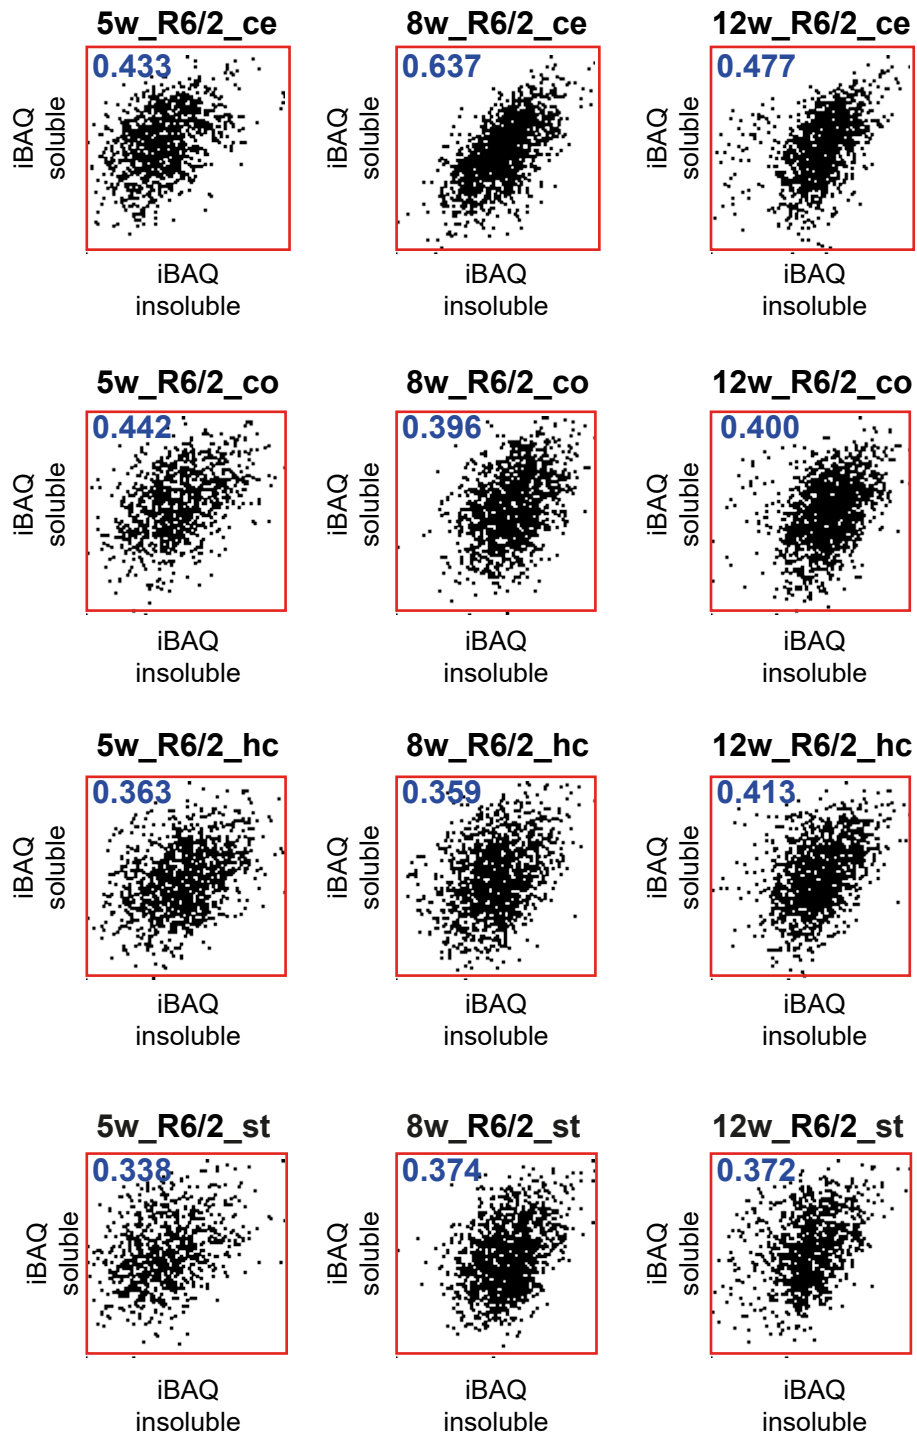 5w_R6/2_ce 8w_R6/2_ce 12w_R6/2_ce
0.433 0.637 0.477
iBAQ soluble iBAQ soluble iBAQ soluble
iBAQ iBAQ iBAQ
insoluble insoluble insoluble
5w_R6/2_co 8w_R6/2_co 12w_R6/2_co
0.442 0.396 0.400
iBAQ soluble iBAQ soluble iBAQ soluble
iBAQ iBAQ iBAQ
insoluble insoluble insoluble
5w_R6/2_hc 8w_R6/2_hc 12w_R6/2_hc
0.363 0.359 0.413
iBAQ soluble iBAQ soluble iBAQ soluble
iBAQ iBAQ iBAQ
insoluble insoluble insoluble
5w_R6/2_st 8w_R6/2_st 12w_R6/2_st
0.338 0.374 0.372
iBAQ soluble iBAQ soluble iBAQ soluble
iBAQ iBAQ iBAQ
insoluble insoluble insoluble